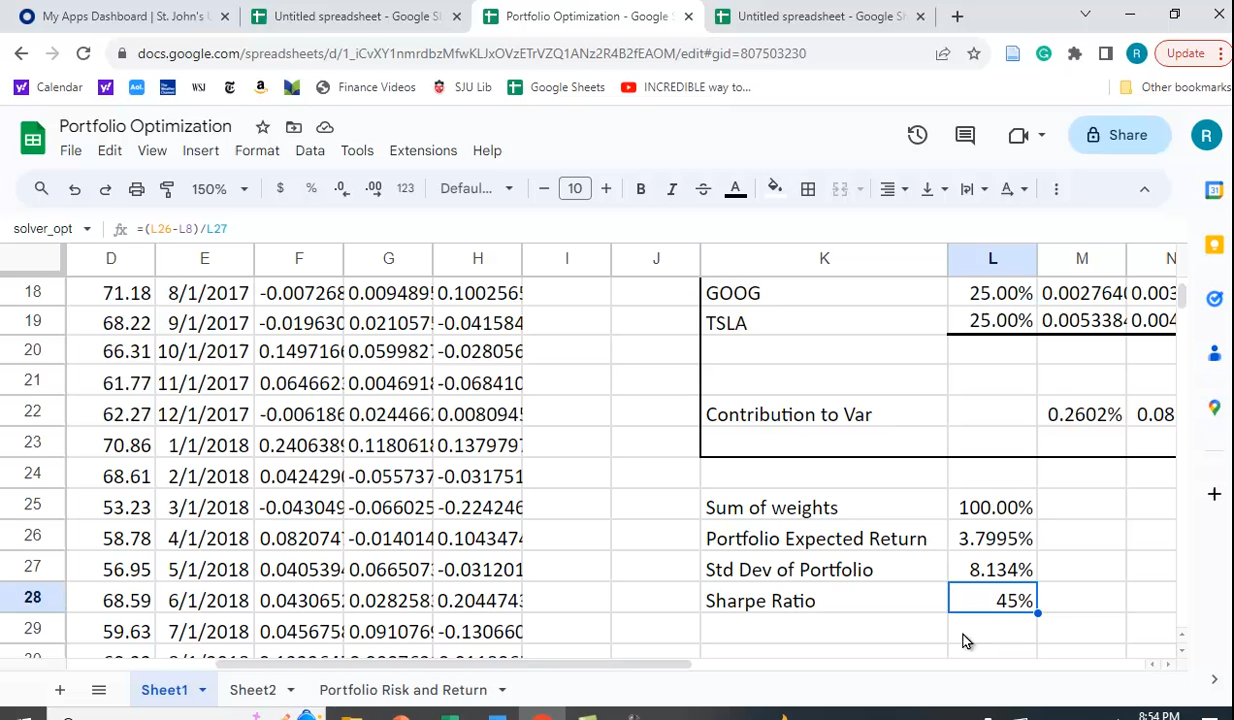 My Apps Dashboard | St. John's U
Untitled spreadsheet - Google Sh
Portfolio Optimization - Google S
Untitled spreadsheet - Google Sh
docs.google.com/spreadsheets/d/1_iCvXY1nmrdbzMfwKLJxOVzETrVZQ1ANz2R4B2fEAOM/edit#gid=807503230
R
Update
Calendar
Aol.
WSJ
Finance Videos
SJU Lib
Google Sheets
INCREDIBLE way to...
Other bookmarks
Portfolio Optimization
Share
R
File Edit View Insert Format Data Tools Extensions Help
150% $ % .0 .00 123 Defaul... 10 B I A
solver_opt fx =(L26-L8)/L27
D E F G H I J K L M N
18 71.18 8/1/2017 -0.007268 0.009489 0.1002565 GOOG 25.00% 0.002764 0.003
19 68.22 9/1/2017 -0.019630 0.0210575 -0.041584 TSLA 25.00% 0.005338 0.004
20 66.31 10/1/2017 0.149716 0.059982 -0.028056
21 61.77 11/1/2017 0.064662 0.004691 -0.068410
22 62.27 12/1/2017 -0.006186 0.024466 0.008094 Contribution to Var 0.2602% 0.08
23 70.86 1/1/2018 0.240638 0.118061 0.137979
24 68.61 2/1/2018 0.042429 -0.055737 -0.031751
25 53.23 3/1/2018 -0.043049 -0.066025 -0.224246 Sum of weights 100.00%
26 58.78 4/1/2018 0.082074 -0.014014 0.104347 Portfolio Expected Return 3.7995%
27 56.95 5/1/2018 0.040539 0.066507 -0.031201 Std Dev of Portfolio 8.134%
28 68.59 6/1/2018 0.043065 0.028258 0.204474 Sharpe Ratio 45%
29 59.63 7/1/2018 0.045675 0.091076 -0.130660
Sheet1 Sheet2 Portfolio Risk and Return
8:54 PM